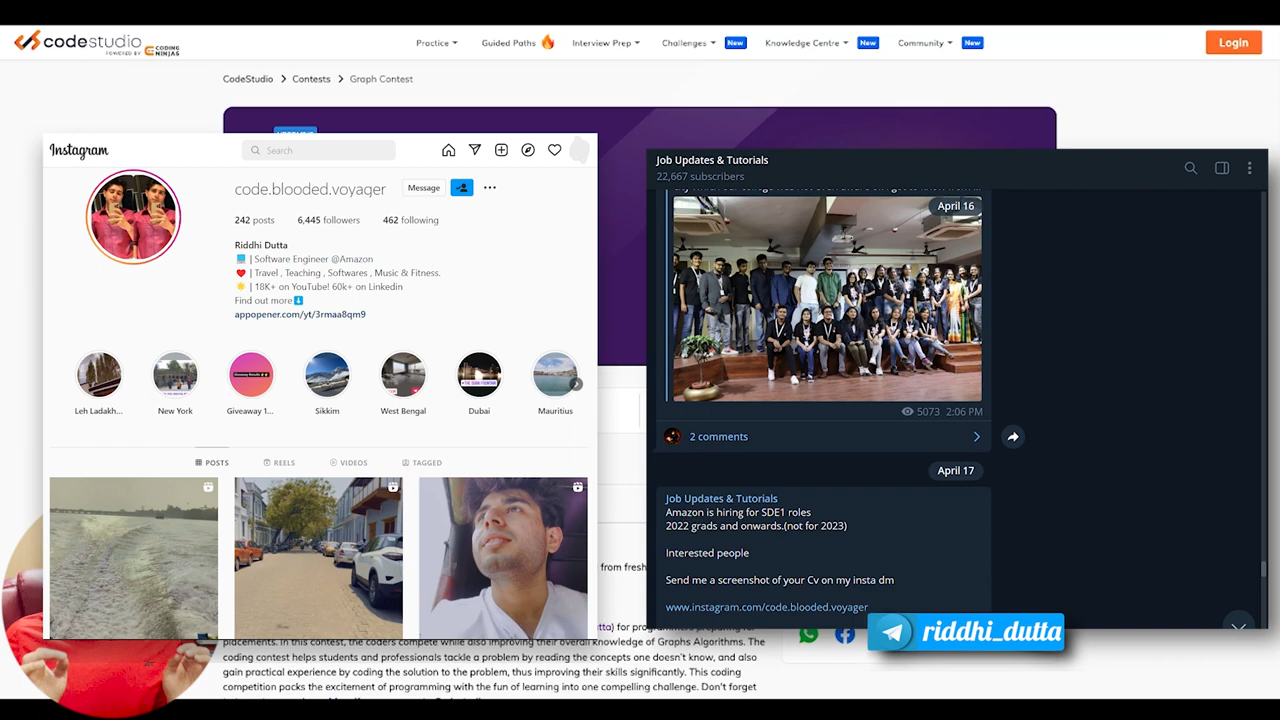 codestudio
POWERED BY CODING NINJAS
Practice
Guided Paths
Interview Prep
Challenges
New
Knowledge Centre
New
Community
New
Login
CodeStudio > Contests > Graph Contest
Instagram
Search
code.blooded.voyager
Message
242 posts
6,445 followers
462 following
Riddhi Dutta
| Software Engineer @Amazon
| Travel , Teaching , Softwares , Music & Fitness.
| 18K+ on YouTube! 60k+ on Linkedin
Find out more
appopener.com/yt/3rmaa8qm9
Leh Ladakh...
New York
Giveaway 1...
Sikkim
West Bengal
Dubai
Mauritius
POSTS
REELS
VIDEOS
TAGGED
Job Updates & Tutorials
22,667 subscribers
April 16
5073 2:06 PM
2 comments
April 17
Job Updates & Tutorials
Amazon is hiring for SDE1 roles
2022 grads and onwards.(not for 2023)
Interested people
Send me a screenshot of your Cv on my insta dm
www.instagram.com/code.blooded.voyager
riddhi_dutta
from fresh
utta) for programmers preparing for
placements. In this contest, the coders compete while also improving their overall knowledge of Graphs Algorithms. The
coding contest helps students and professionals tackle a problem by reading the concepts one doesn't know, and also
gain practical experience by coding the solution to the problem, thus improving their skills significantly. This coding
competition packs the excitement of programming with the fun of learning into one compelling challenge. Don't forget